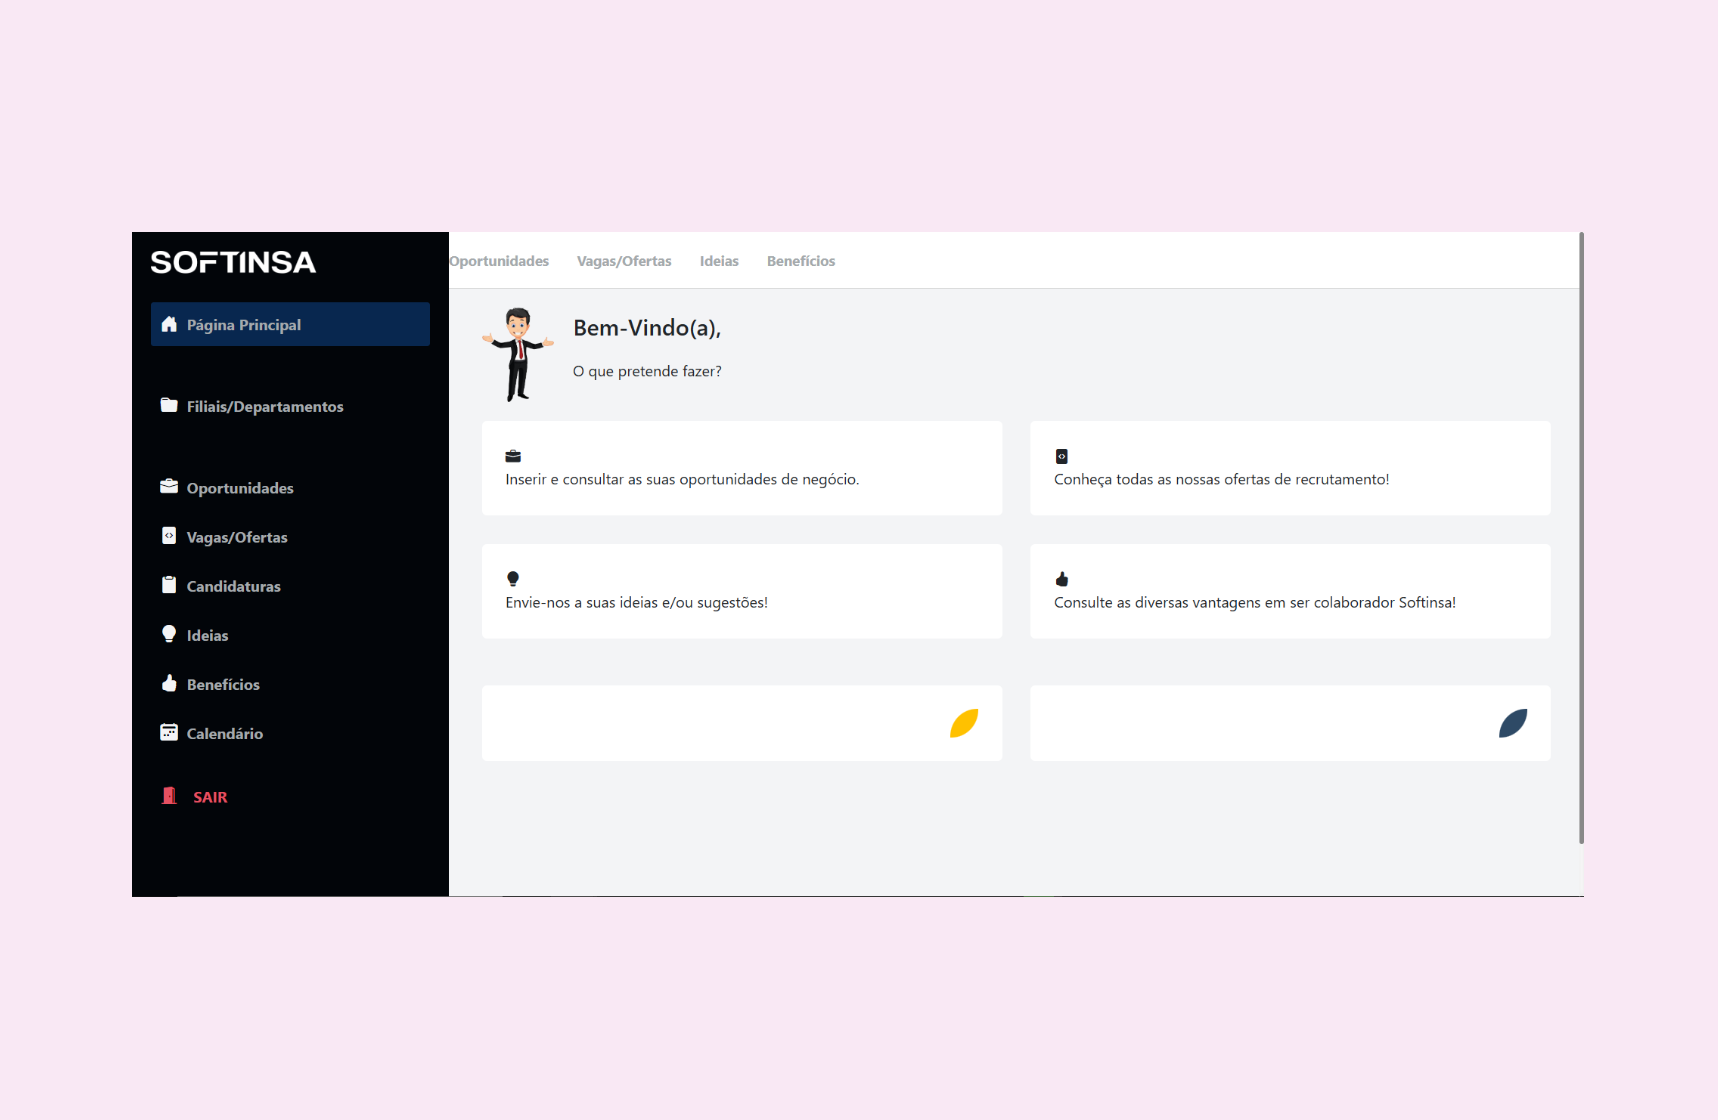 SOFTINSA
Página Principal
Filiais/Departamentos
Oportunidades
Vagas/Ofertas
Candidaturas
Ideias
Benefícios
Calendário
SAIR
Oportunidades Vagas/Ofertas Ideias Benefícios
Bem-Vindo(a),
O que pretende fazer?
Inserir e consultar as suas oportunidades de negócio.
Conheça todas as nossas ofertas de recrutamento!
Envie-nos a suas ideias e/ou sugestões!
Consulte as diversas vantagens em ser colaborador Softinsa!